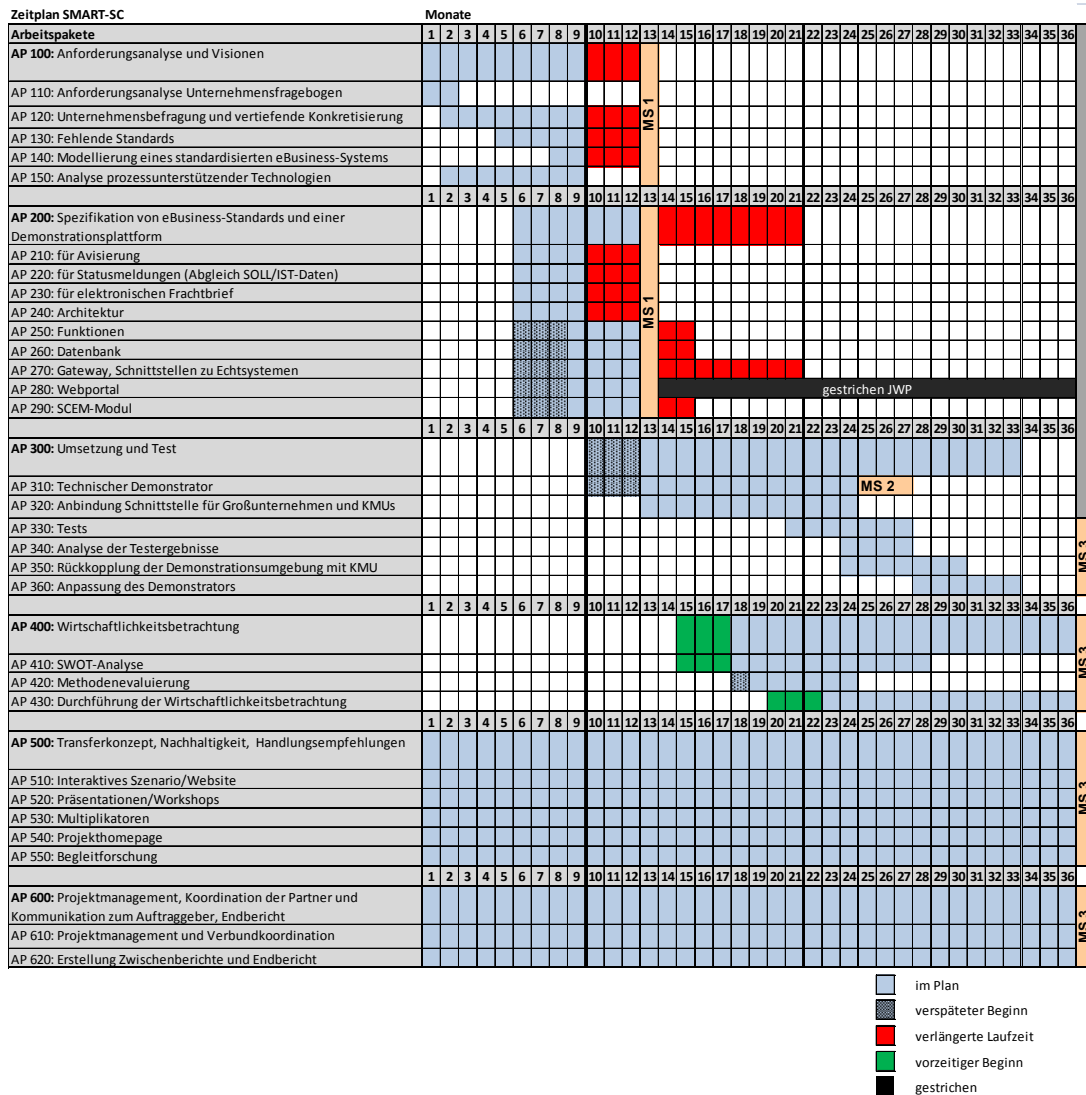 Zeitplan SMART-SC Monate
Arbeitspakete 1 2 3 4 5 6 7 8 9 10 11 12 13 14 15 16 17 18 19 20 21 22 23 24 25 26 27 28 29 30 31 32 33 34 35 36
AP 100: Anforderungsanalyse und Visionen
AP 110: Anforderungsanalyse Unternehmensfragebogen
MS 1
AP 120: Unternehmensbefragung und vertiefende Konkretisierung
AP 130: Fehlende Standards
AP 140: Modellierung eines standardisierten eBusiness-Systems
AP 150: Analyse prozessunterstützender Technologien
1 2 3 4 5 6 7 8 9 10 11 12 13 14 15 16 17 18 19 20 21 22 23 24 25 26 27 28 29 30 31 32 33 34 35 36
AP 200: Spezifikation von eBusiness-Standards und einer
Demonstrationsplattform
AP 210: für Avisierung
AP 220: für Statusmeldungen (Abgleich SOLL/IST-Daten)
AP 230: für elektronischen Frachtbrief
MS 1
AP 240: Architektur
AP 250: Funktionen
AP 260: Datenbank
AP 270: Gateway, Schnittstellen zu Echtsystemen
AP 280: Webportal gestrichen JWP
AP 290: SCEM-Modul
1 2 3 4 5 6 7 8 9 10 11 12 13 14 15 16 17 18 19 20 21 22 23 24 25 26 27 28 29 30 31 32 33 34 35 36
AP 300: Umsetzung und Test
AP 310: Technischer Demonstrator MS 2
AP 320: Anbindung Schnittstelle für Großunternehmen und KMUs
AP 330: Tests
AP 340: Analyse der Testergebnisse
MS 3
AP 350: Rückkopplung der Demonstrationsumgebung mit KMU
AP 360: Anpassung des Demonstrators
1 2 3 4 5 6 7 8 9 10 11 12 13 14 15 16 17 18 19 20 21 22 23 24 25 26 27 28 29 30 31 32 33 34 35 36
AP 400: Wirtschaftlichkeitsbetrachtung
MS 3
AP 410: SWOT-Analyse
AP 420: Methodenevaluierung
AP 430: Durchführung der Wirtschaftlichkeitsbetrachtung
1 2 3 4 5 6 7 8 9 10 11 12 13 14 15 16 17 18 19 20 21 22 23 24 25 26 27 28 29 30 31 32 33 34 35 36
AP 500: Transferkonzept, Nachhaltigkeit, Handlungsempfehlungen
AP 510: Interaktives Szenario/Website
MS 3
AP 520: Präsentationen/Workshops
AP 530: Multiplikatoren
AP 540: Projekthomepage
AP 550: Begleitforschung
1 2 3 4 5 6 7 8 9 10 11 12 13 14 15 16 17 18 19 20 21 22 23 24 25 26 27 28 29 30 31 32 33 34 35 36
AP 600: Projektmanagement, Koordination der Partner und
Kommunikation zum Auftraggeber, Endbericht
MS 3
AP 610: Projektmanagement und Verbundkoordination
AP 620: Erstellung Zwischenberichte und Endbericht
im Plan
verspäteter Beginn
verlängerte Laufzeit
vorzeitiger Beginn
gestrichen